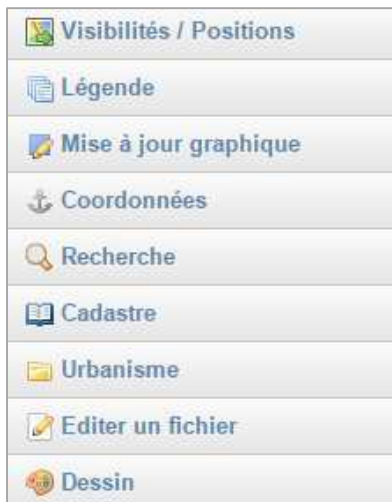 Visibilités / Positions
Légende
Mise à jour graphique
Coordonnées
Recherche
Cadastre
Urbanisme
Editer un fichier
Dessin